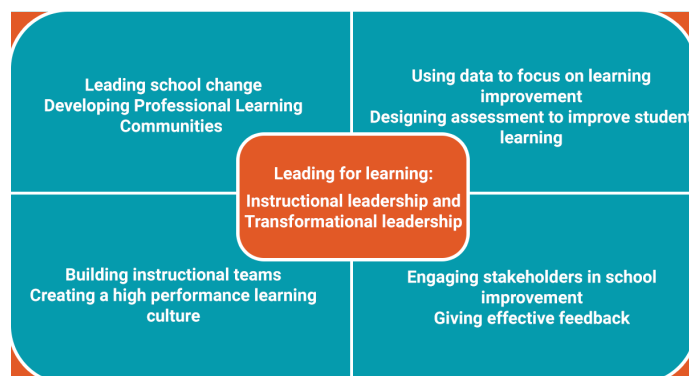 Leading school change
Developing Professional Learning
Communities
Using data to focus on learning
improvement
Designing assessment to improve student
learning
Leading for learning:
Instructional leadership and
Transformational leadership
Building instructional teams
Creating a high performance learning
culture
Engaging stakeholders in school
improvement
Giving effective feedback